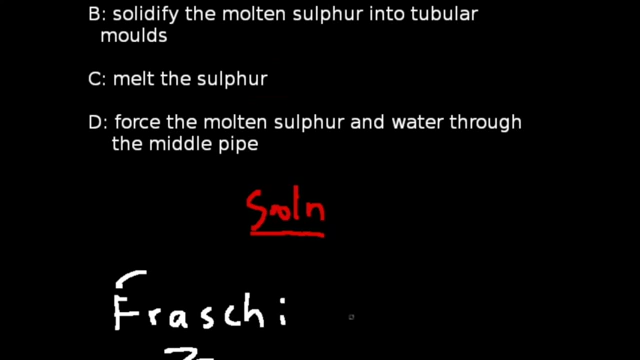 B: solidify the molten sulphur into tubular
moulds
C: melt the sulphur
D: force the molten sulphur and water through
the middle pipe
Soln
Fraschi